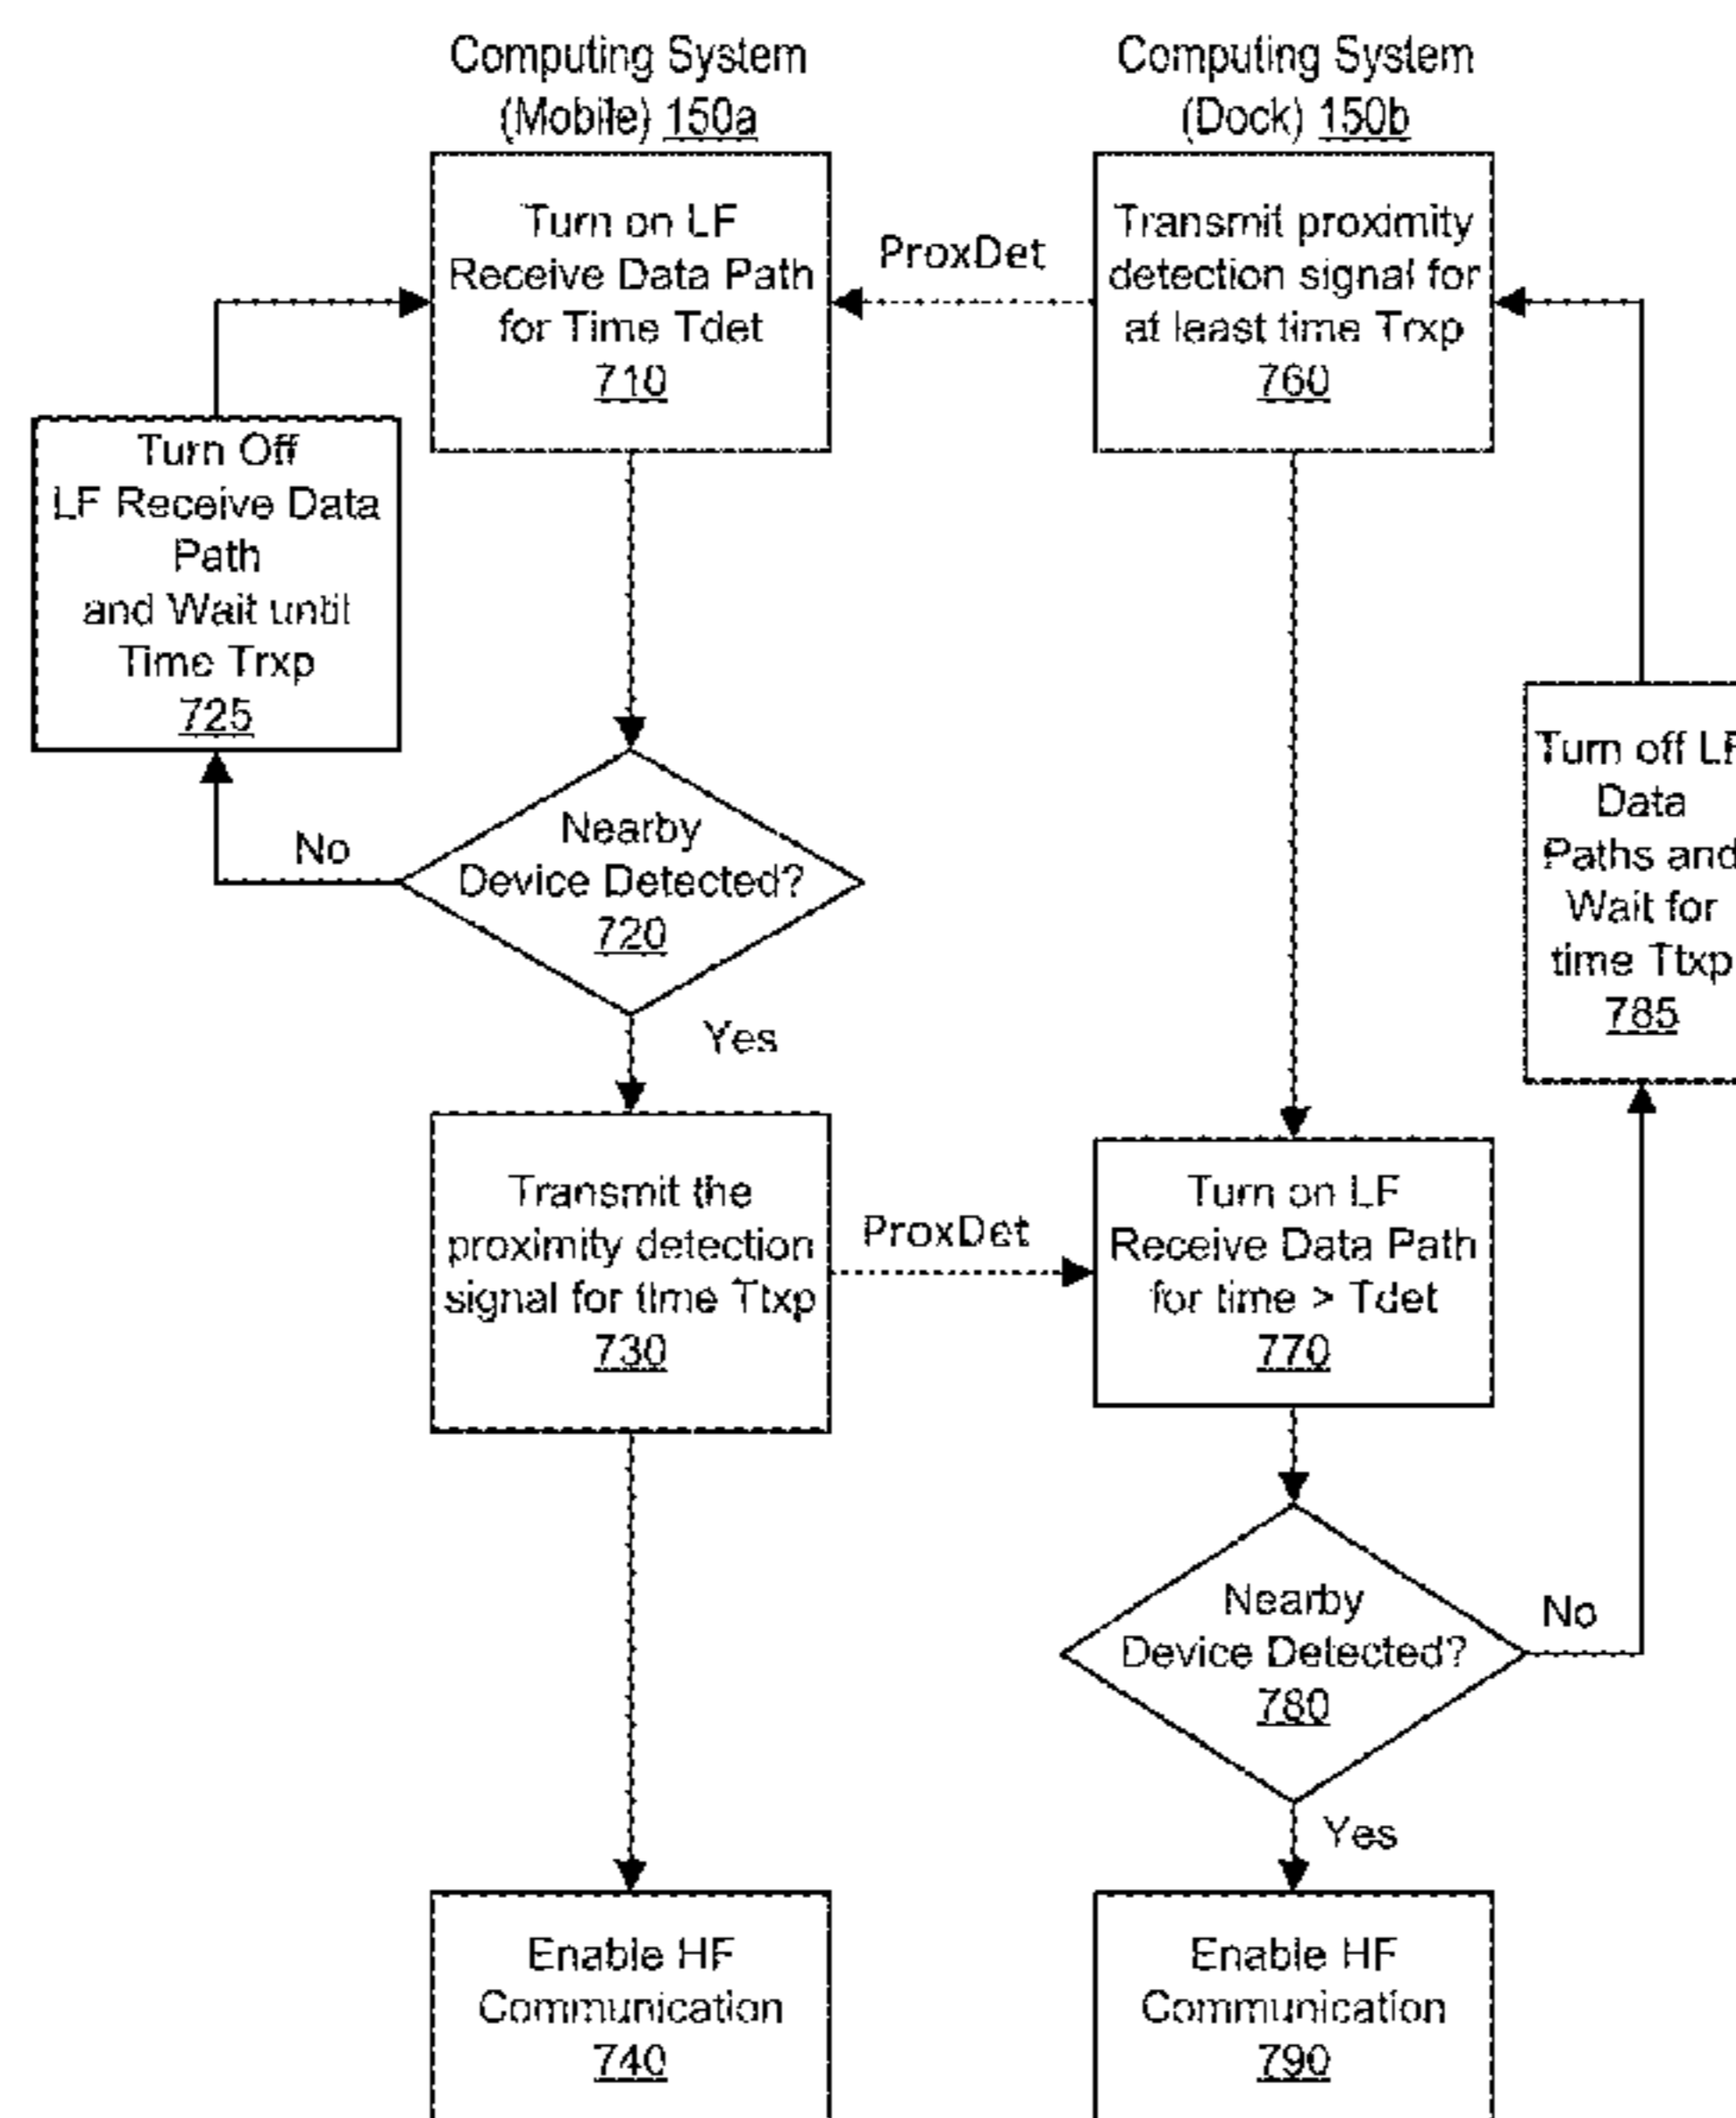 Computing System
(Mobile) 150a
Computing System
(Dock) 150b
Turn on LF
Receive Data Path
for Time Tdet
710
ProxDet
Transmit proximity
detection signal for
at least time Trxp
760
Turn Off
LF Receive Data
Path
and Wait until
Time Trxp
725
Turn off LF
Data
Paths and
Wait for
time Ttxp
785
No
Nearby
Device Detected?
720
Yes
Transmit the
proximity detection
signal for time Ttxp
730
ProxDet
Turn on LF
Receive Data Path
for time > Tdet
770
Nearby
Device Detected?
780
No
Yes
Enable HF
Communication
740
Enable HF
Communication
790